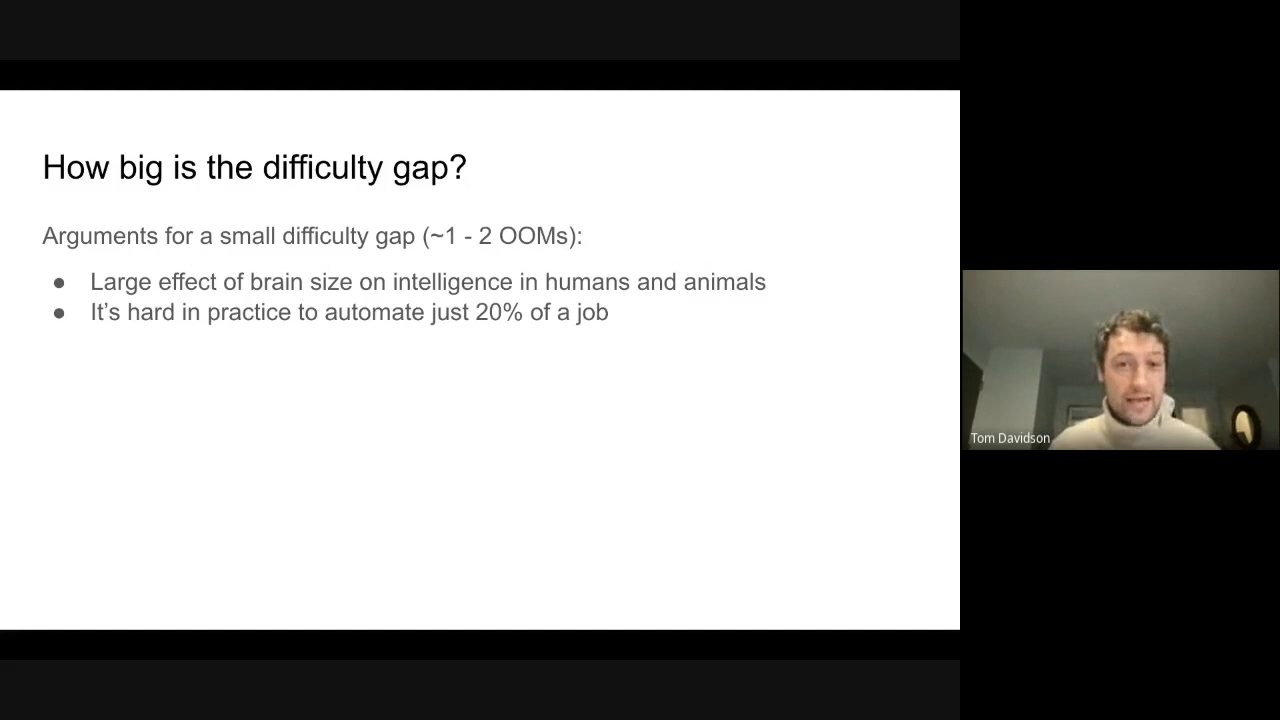 How big is the difficulty gap?
Arguments for a small difficulty gap (~1 - 2 OOMs):
● Large effect of brain size on intelligence in humans and animals
● It’s hard in practice to automate just 20% of a job
Tom Davidson